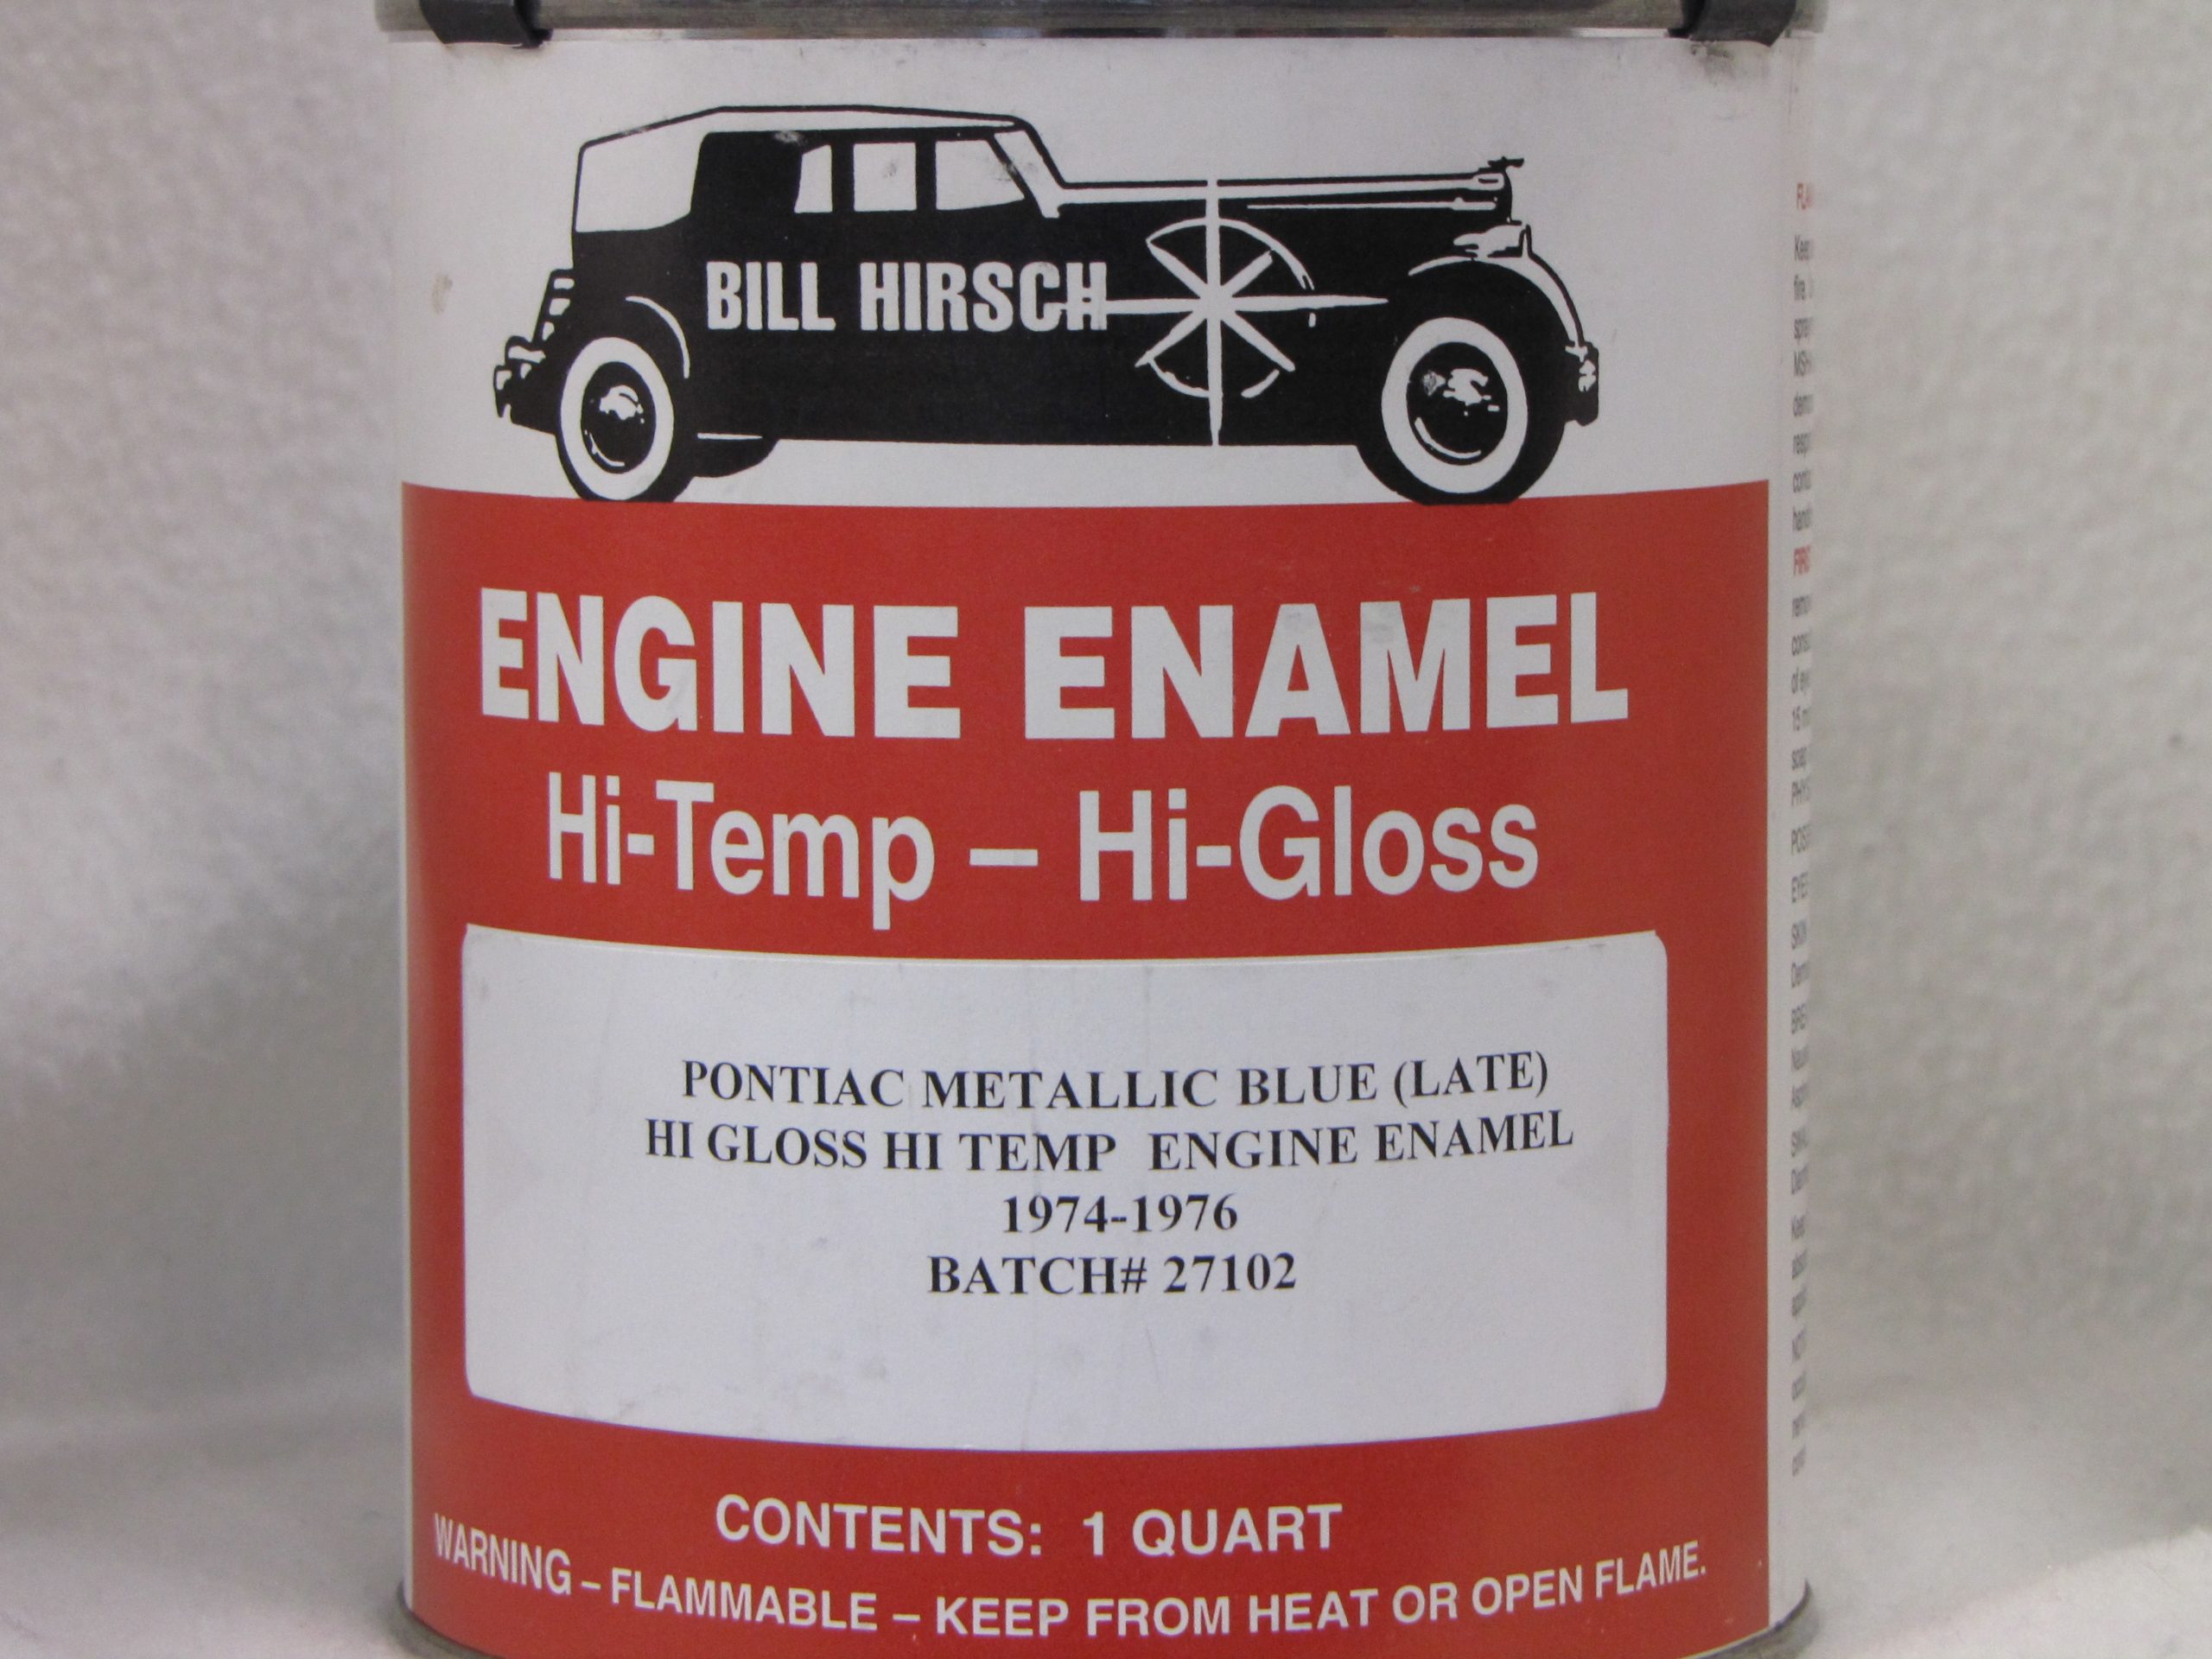 BILL HIRSCH
ENGINE ENAMEL
Hi-Temp – Hi-Gloss
PONTIAC METALLIC BLUE (LATE)
HI GLOSS HI TEMP ENGINE ENAMEL
1974-1976
BATCH# 27102
CONTENTS: 1 QUART
WARNING – FLAMMABLE – KEEP FROM HEAT OR OPEN FLAME.